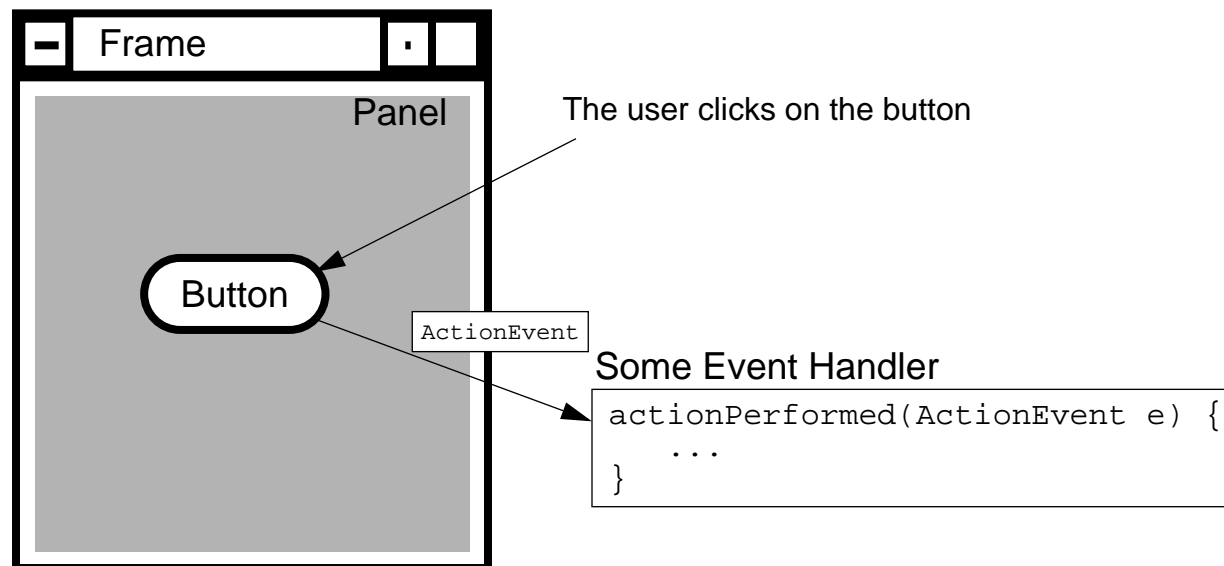 Frame
Panel
The user clicks on the button
Button
ActionEvent
Some Event Handler
actionPerformed(ActionEvent e) {
...
}